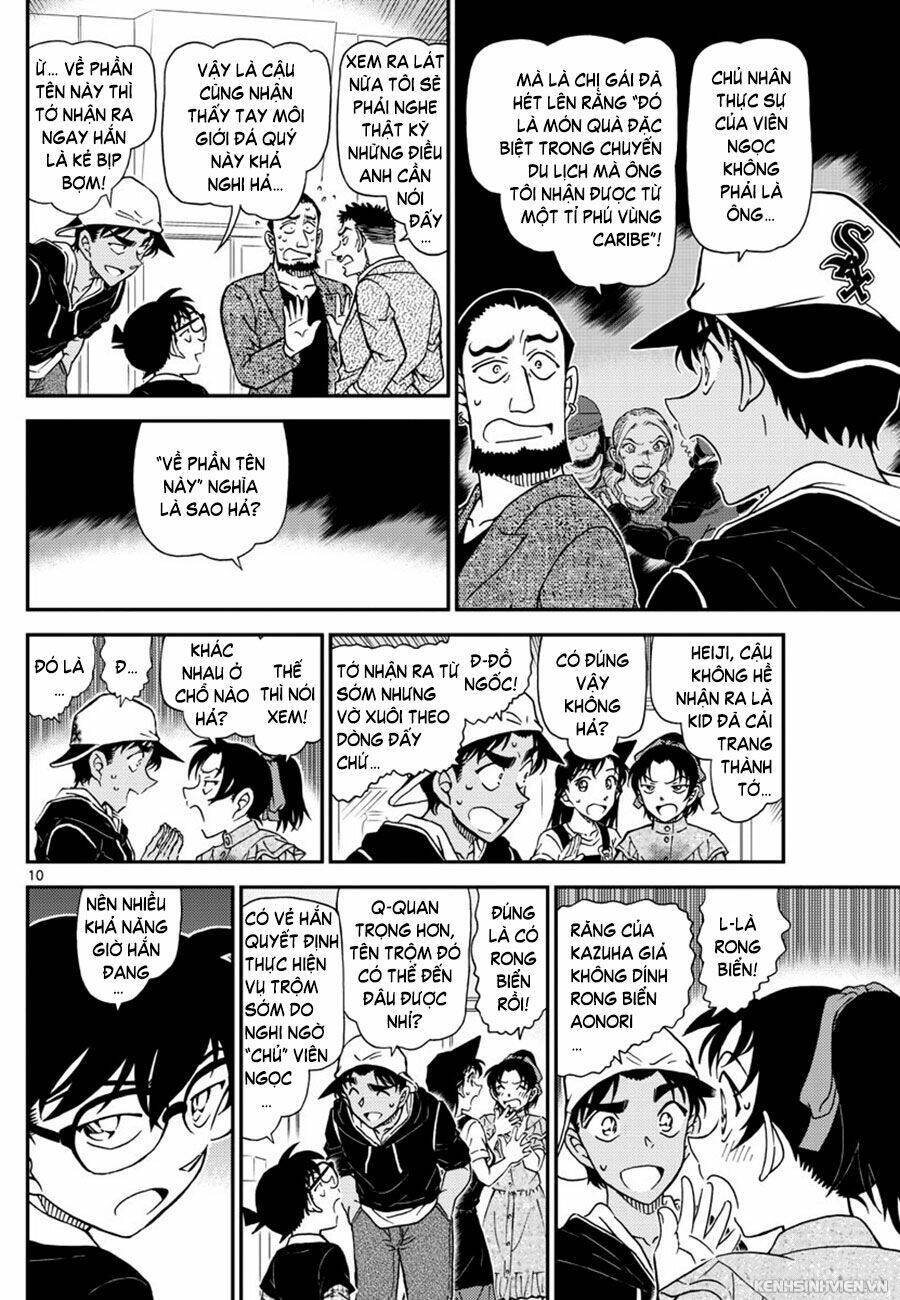 CHỦ NHÂN
THỰC SỰ
CỦA VIÊN
NGỌC
KHÔNG
PHẢI LÀ
ÔNG...
MÀ LÀ CHỊ GÁI ĐÃ
HÉT LÊN RẰNG "ĐÓ
LÀ MÓN QUÀ ĐẶC
BIỆT TRONG CHUYẾN
DU LỊCH MÀ ÔNG
TÔI NHẬN ĐƯỢC TỪ
MỘT TỈ PHÚ VÙNG
CARIBE"!
SOX
XEM RA LÁT
NỮA TÔI SẼ
PHẢI NGHE
THẬT KỸ
NHỮNG ĐIỀU
ANH CẦN
NÓI
ĐẤY
...
VẬY LÀ CẬU
CŨNG NHẬN
THẤY TAY MÔI
GIỚI ĐÁ QUÝ
NÀY KHẢ
NGHI HẢ...
Ừ... VỀ PHẦN
TÊN NÀY THÌ
TỚ NHẬN RA
NGAY HẮN
LÀ KẺ BỊP
BỢM!
"VỀ PHẦN TÊN
NÀY" NGHĨA
LÀ SAO HẢ?
HEIJI, CẬU
KHÔNG HỀ
NHẬN RA LÀ
KID ĐÃ CẢI
TRANG
THÀNH
TỚ...
CÓ ĐÚNG
VẬY
KHÔNG
HẢ?
Đ-ĐỒ
NGỐC!
TỚ NHẬN RA TỪ
SỚM NHƯNG
VỜ XUÔI THEO
DÒNG ĐẤY
CHỨ...
THẾ
THÌ NÓI
XEM!
KHÁC
NHAU Ở
CHỖ NÀO
HẢ?
Đ...
ĐÓ LÀ
...
10
L-LÀ
RONG
BIỂN!
RĂNG CỦA
KAZUHA GIẢ
KHÔNG DÍNH
RONG BIỂN
AONORI
...
ĐÚNG
LÀ CÓ
RONG
BIỂN
RỒI!
Q-QUAN
TRỌNG HƠN,
TÊN TRỘM ĐÓ
CÓ THỂ ĐẾN
ĐÂU ĐƯỢC
NHỈ?
CÓ VẺ HẮN
QUYẾT ĐỊNH
THỰC HIỆN
VỤ TRỘM
SỚM DO
NGHI NGỜ
"CHỦ" VIÊN
NGỌC
...
NÊN NHIỀU
KHẢ NĂNG
GIỜ HẮN
ĐANG
...
KENHSINHVIEN.VN